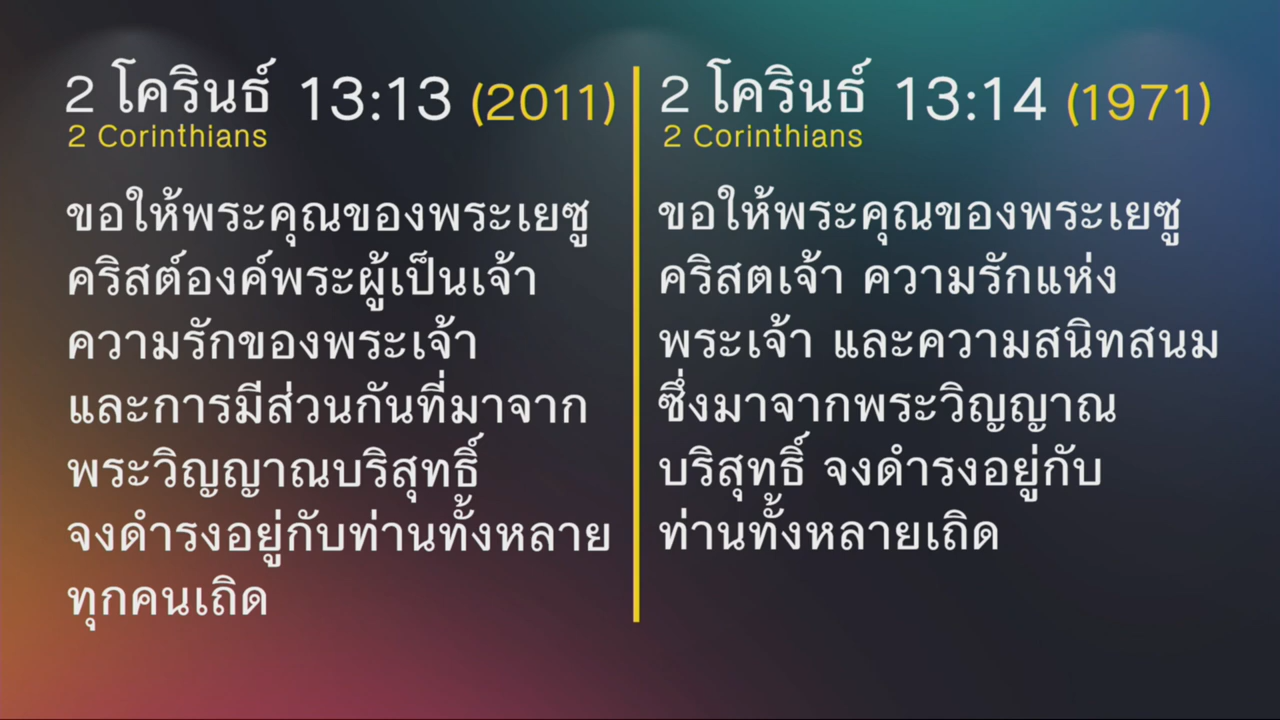 2 โครินธ์ 13:13 (2011)
2 Corinthians
ขอให้พระคุณของพระเยซู
คริสต์องค์พระผู้เป็นเจ้า
ความรักของพระเจ้า
และการมีส่วนกันที่มาจาก
พระวิญญาณบริสุทธิ์
จงดำรงอยู่กับท่านทั้งหลาย
ทุกคนเถิด
2 โครินธ์ 13:14 (1971)
2 Corinthians
ขอให้พระคุณของพระเยซู
คริสตเจ้า ความรักแห่ง
พระเจ้า และความสนิทสนม
ซึ่งมาจากพระวิญญาณ
บริสุทธิ์ จงดำรงอยู่กับ
ท่านทั้งหลายเถิด